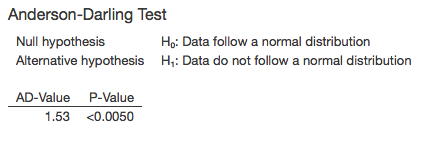 Anderson-Darling Test
Null hypothesis H₀: Data follow a normal distribution
Alternative hypothesis H₁: Data do not follow a normal distribution
AD-Value P-Value
1.53 <0.0050